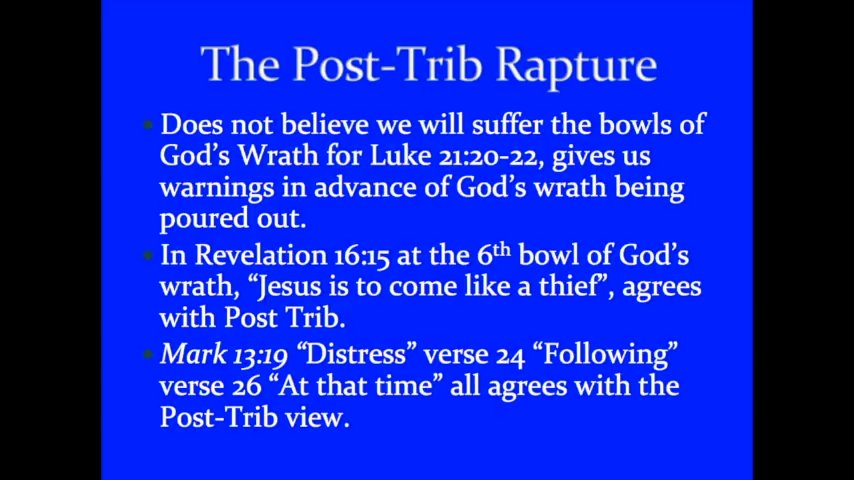 The Post-Trib Rapture
• Does not believe we will suffer the bowls of
God's Wrath for Luke 21:20-22, gives us
warnings in advance of God's wrath being
poured out.
• In Revelation 16:15 at the 6th bowl of God's
wrath, “Jesus is to come like a thief”, agrees
with Post Trib.
• Mark 13:19 “Distress” verse 24 “Following”
verse 26 “At that time” all agrees with the
Post-Trib view.